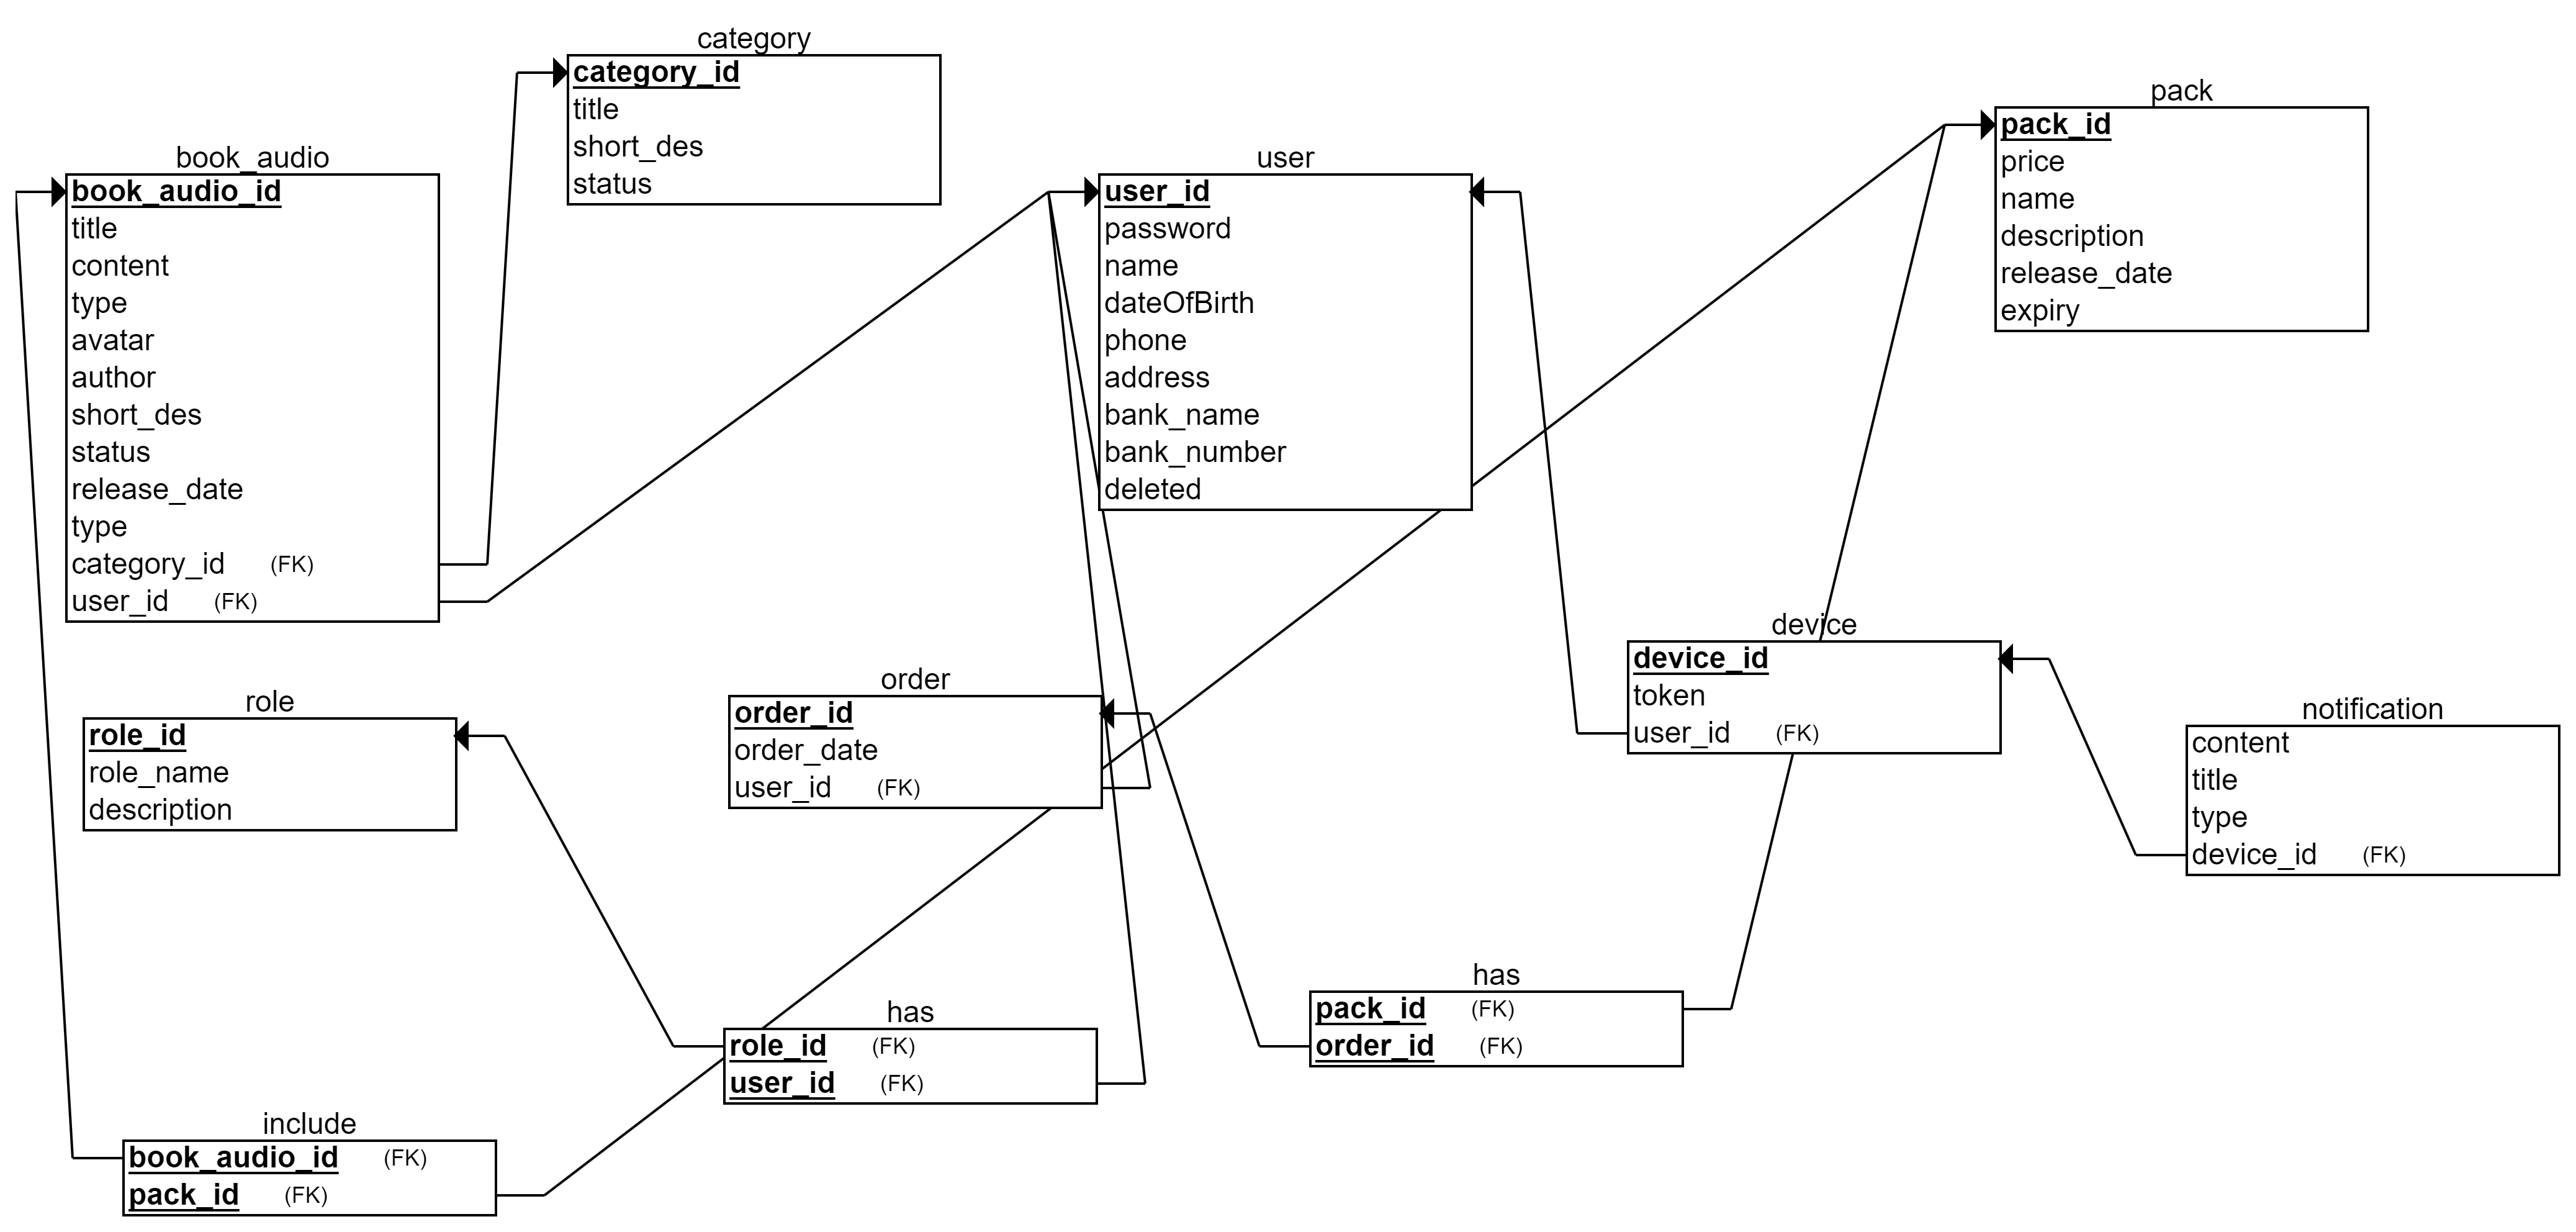 category
category_id
title
short_des
status
book_audio
book_audio_id
title
content
type
avatar
author
short_des
status
release_date
type
category_id (FK)
user_id (FK)
user
user_id
password
name
dateOfBirth
phone
address
bank_name
bank_number
deleted
pack
pack_id
price
name
description
release_date
expiry
role
role_id
role_name
description
order
order_id
order_date
user_id (FK)
device
device_id
token
user_id (FK)
notification
content
title
type
device_id (FK)
has
role_id (FK)
user_id (FK)
has
pack_id (FK)
order_id (FK)
include
book_audio_id (FK)
pack_id (FK)